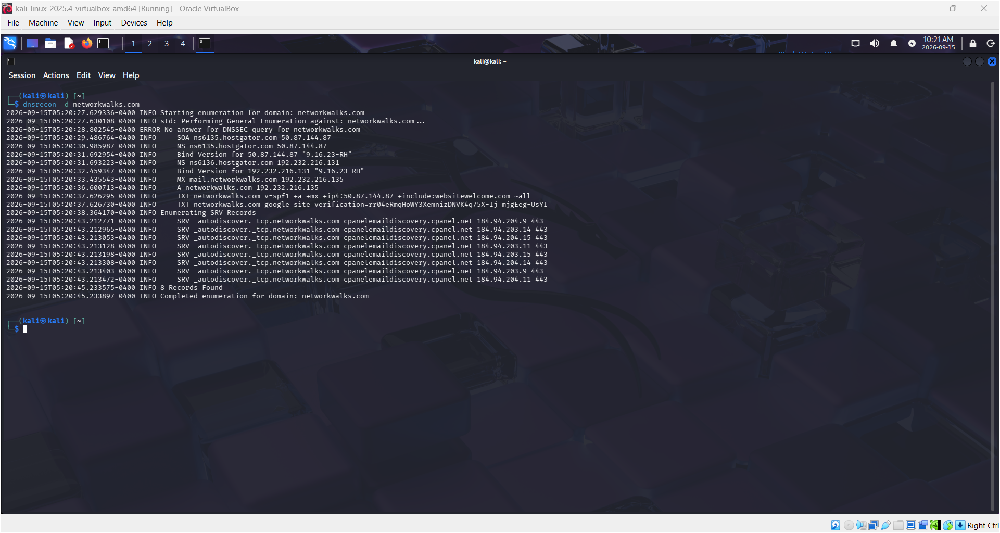 kali-linux-2025.4-virtualbox-amd64 [Running] - Oracle VirtualBox
File Machine View Input Devices Help
1 2 3 4
10:21 AM
2026-09-15
kali@kali: ~
Session Actions Edit View Help
┌──(kali㉿kali)-[~]
└─$ dnsrecon -d networkwalks.com
2026-09-15T05:20:27.629336-0400 INFO Starting enumeration for domain: networkwalks.com
2026-09-15T05:20:27.630108-0400 INFO std: Performing General Enumeration against: networkwalks.com...
2026-09-15T05:20:28.802545-0400 ERROR No answer for DNSSEC query for networkwalks.com
2026-09-15T05:20:29.486764-0400 INFO     SOA ns6135.hostgator.com 50.87.144.87
2026-09-15T05:20:30.985987-0400 INFO     NS ns6135.hostgator.com 50.87.144.87
2026-09-15T05:20:31.692954-0400 INFO     Bind Version for 50.87.144.87 "9.16.23-RH"
2026-09-15T05:20:31.693223-0400 INFO     NS ns6136.hostgator.com 192.232.216.131
2026-09-15T05:20:32.459347-0400 INFO     Bind Version for 192.232.216.131 "9.16.23-RH"
2026-09-15T05:20:33.435543-0400 INFO     MX mail.networkwalks.com 192.232.216.135
2026-09-15T05:20:36.600713-0400 INFO     A networkwalks.com 192.232.216.135
2026-09-15T05:20:37.626295-0400 INFO     TXT networkwalks.com v=spf1 +a +mx +ip4:50.87.144.87 +include:websitewelcome.com ~all
2026-09-15T05:20:37.626730-0400 INFO     TXT networkwalks.com google-site-verification=rr04eRmqHoWY3XemnizDNVK4q75X-Ij-mjgEeg-UsYI
2026-09-15T05:20:38.364170-0400 INFO Enumerating SRV Records
2026-09-15T05:20:43.212771-0400 INFO     SRV _autodiscover._tcp.networkwalks.com cpanelemaildiscovery.cpanel.net 184.94.204.9 443
2026-09-15T05:20:43.212965-0400 INFO     SRV _autodiscover._tcp.networkwalks.com cpanelemaildiscovery.cpanel.net 184.94.203.14 443
2026-09-15T05:20:43.213053-0400 INFO     SRV _autodiscover._tcp.networkwalks.com cpanelemaildiscovery.cpanel.net 184.94.204.15 443
2026-09-15T05:20:43.213128-0400 INFO     SRV _autodiscover._tcp.networkwalks.com cpanelemaildiscovery.cpanel.net 184.94.203.11 443
2026-09-15T05:20:43.213198-0400 INFO     SRV _autodiscover._tcp.networkwalks.com cpanelemaildiscovery.cpanel.net 184.94.203.15 443
2026-09-15T05:20:43.213308-0400 INFO     SRV _autodiscover._tcp.networkwalks.com cpanelemaildiscovery.cpanel.net 184.94.204.14 443
2026-09-15T05:20:43.213403-0400 INFO     SRV _autodiscover._tcp.networkwalks.com cpanelemaildiscovery.cpanel.net 184.94.203.9 443
2026-09-15T05:20:43.213472-0400 INFO     SRV _autodiscover._tcp.networkwalks.com cpanelemaildiscovery.cpanel.net 184.94.204.11 443
2026-09-15T05:20:45.233575-0400 INFO 8 Records Found
2026-09-15T05:20:45.233897-0400 INFO Completed enumeration for domain: networkwalks.com
┌──(kali㉿kali)-[~]
└─$
Right Ctrl